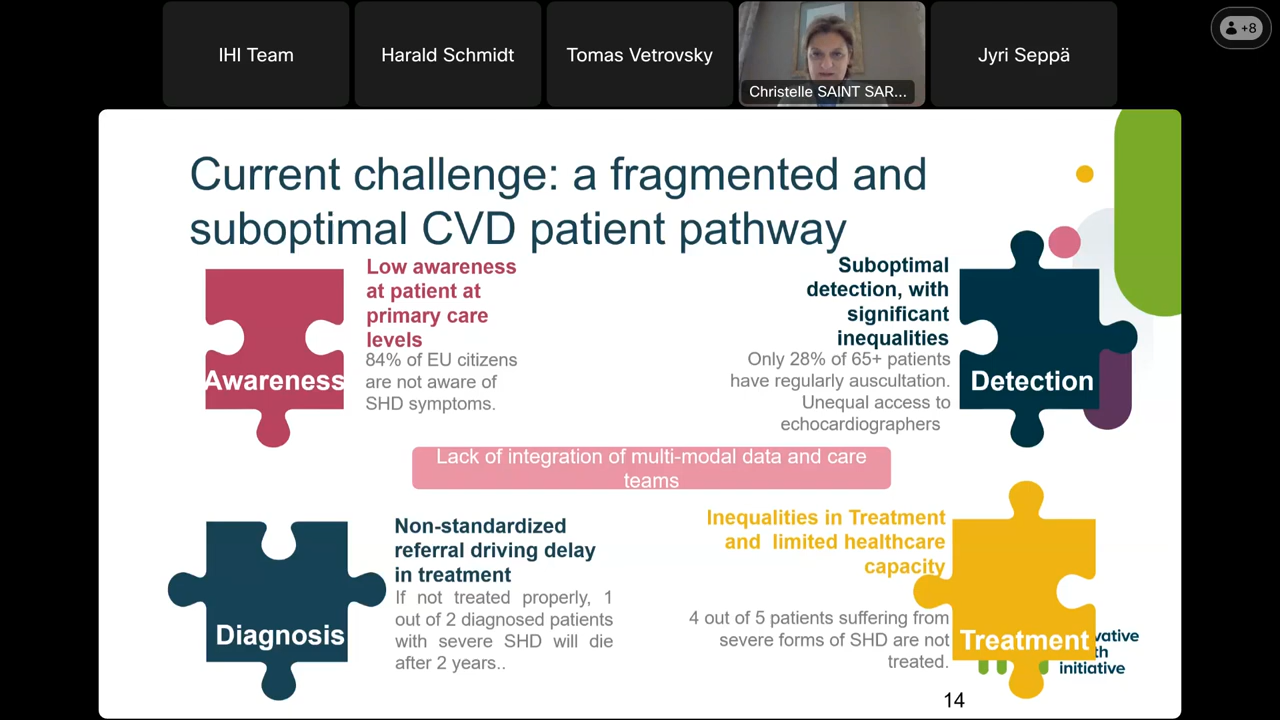 IHI Team
Harald Schmidt
Tomas Vetrovsky
Christelle SAINT SAR...
Jyri Seppä
+8
Current challenge: a fragmented and
suboptimal CVD patient pathway
Awareness
Low awareness
at patient at
primary care
levels
84% of EU citizens
are not aware of
SHD symptoms.
Suboptimal
detection, with
significant
inequalities
Only 28% of 65+ patients
have regularly auscultation.
Unequal access to
echocardiographers
Detection
Lack of integration of multi-modal data and care
teams
Diagnosis
Non-standardized
referral driving delay
in treatment
If not treated properly, 1
out of 2 diagnosed patients
with severe SHD will die
after 2 years..
Inequalities in Treatment
and limited healthcare
capacity
4 out of 5 patients suffering from
severe forms of SHD are not
treated.
Treatment
vative
th
initiative
14